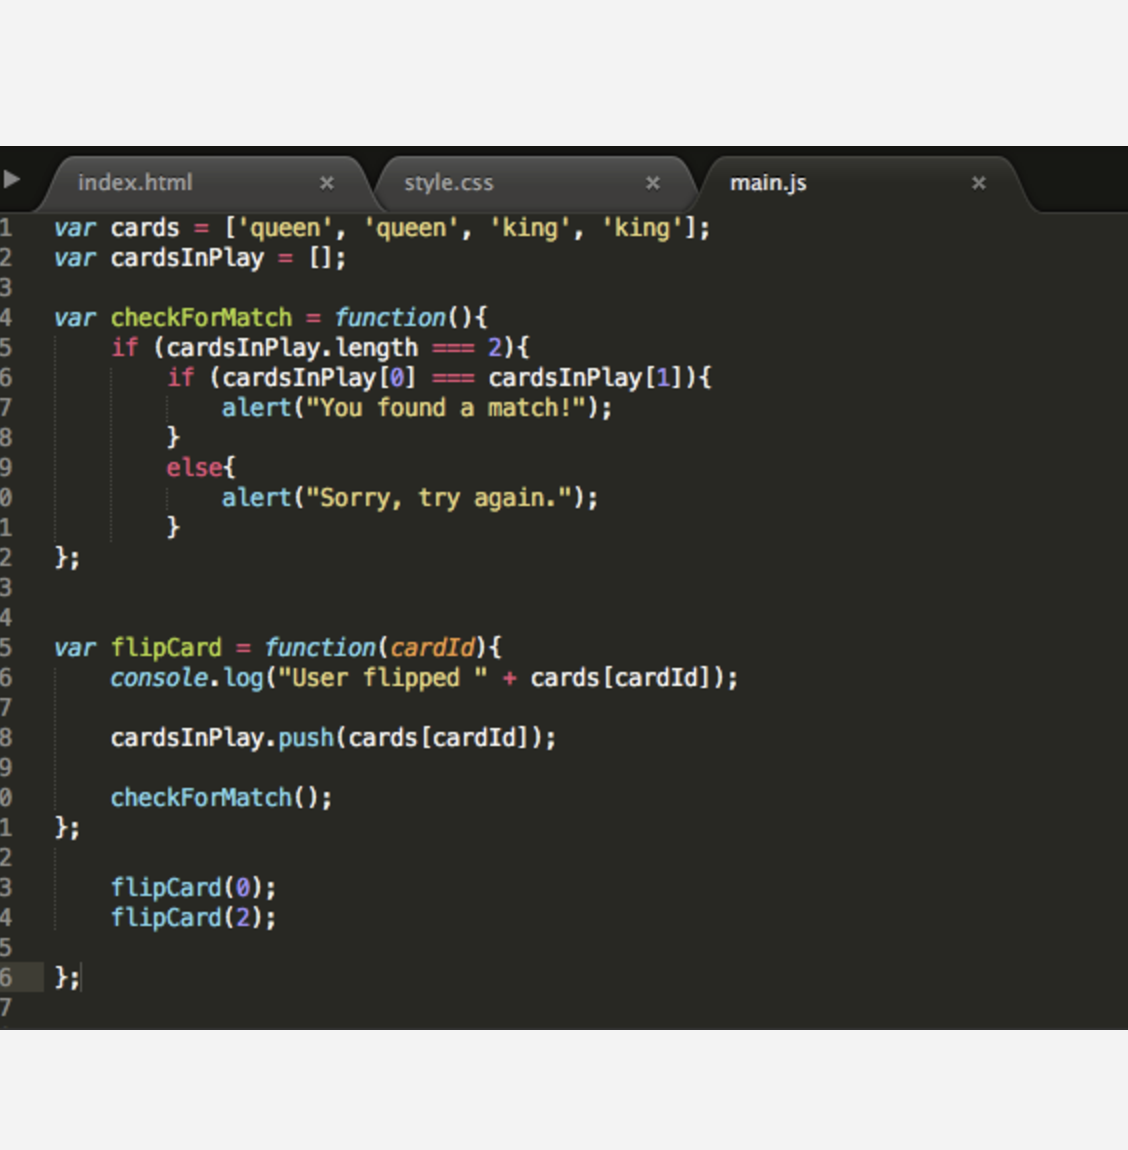 index.html × style.css × main.js ×
1 var cards = ['queen', 'queen', 'king', 'king'];
2 var cardsInPlay = [];
3
4 var checkForMatch = function(){
5 if (cardsInPlay.length === 2){
6 if (cardsInPlay[0] === cardsInPlay[1]){
7 alert("You found a match!");
8 }
9 else{
0 alert("Sorry, try again.");
1 }
2 };
3
4
5 var flipCard = function(cardId){
6 console.log("User flipped " + cards[cardId]);
7
8 cardsInPlay.push(cards[cardId]);
9
0 checkForMatch();
1 };
2
3 flipCard(0);
4 flipCard(2);
5
6 };
7